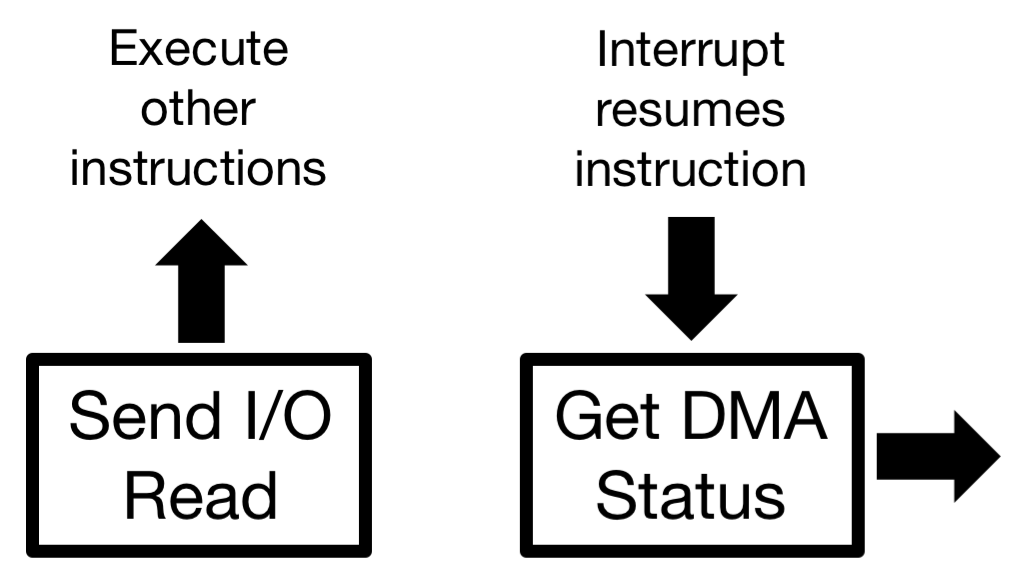 Execute
other
instructions
Interrupt
resumes
instruction
Send I/O
Read
Get DMA
Status